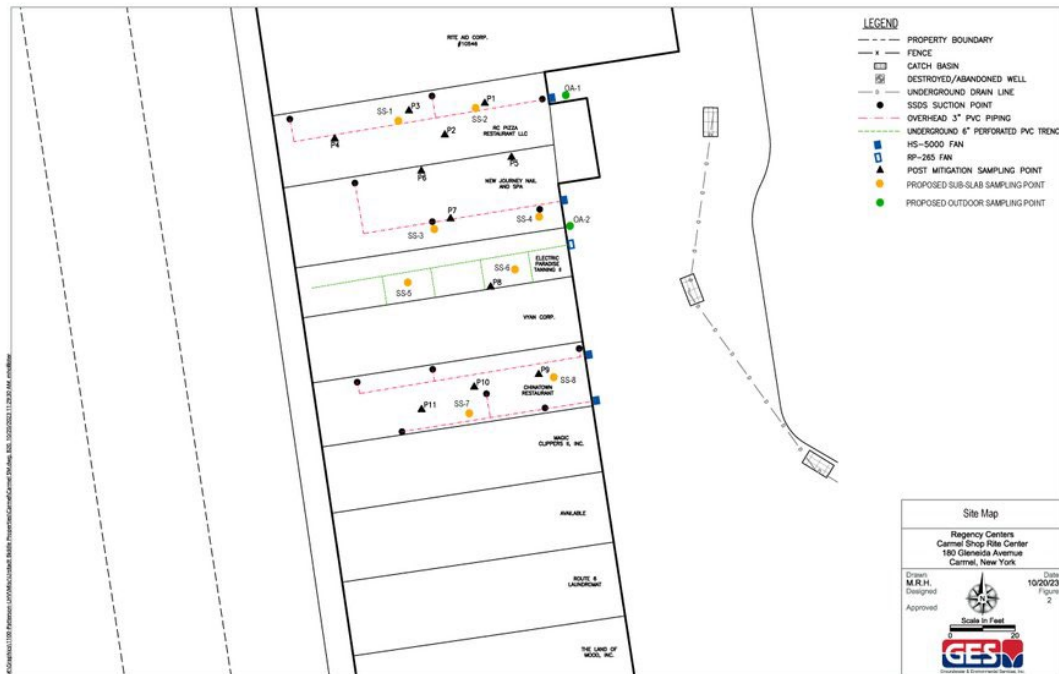 RITE AID CORP.
#10546
OA-1
P1
P3
SS-1
SS-2
RC PIZZA
RESTAURANT LLC
P2
P4
P5
P6
NEW JOURNEY NAIL
AND SPA
P7
SS-4
SS-3
OA-2
ELECTRIC
PARADISE
TANNING II
SS-6
SS-5
P8
VYAN CORP.
P9
SS-8
P10
CHINATOWN
RESTAURANT
P11
SS-7
MAGIC
CLIPPERS II, INC.
AVAILABLE
ROUTE 6
LAUNDROMAT
THE LAND OF
WOOD, INC.
LEGEND
PROPERTY BOUNDARY
FENCE
CATCH BASIN
DESTROYED/ABANDONED WELL
UNDERGROUND DRAIN LINE
SSDS SUCTION POINT
OVERHEAD 3" PVC PIPING
UNDERGROUND 6" PERFORATED PVC TRENC
HS-5000 FAN
RP-265 FAN
POST MITIGATION SAMPLING POINT
PROPOSED SUB-SLAB SAMPLING POINT
PROPOSED OUTDOOR SAMPLING POINT
Site Map
Regency Centers
Carmel Shop Rite Center
180 Gleneida Avenue
Carmel, New York
Drawn
M.R.H.
Designed
Approved
N
Date
10/20/23
Figure
2
Scale In Feet
0 20
GES
Groundwater & Environmental Services, Inc.